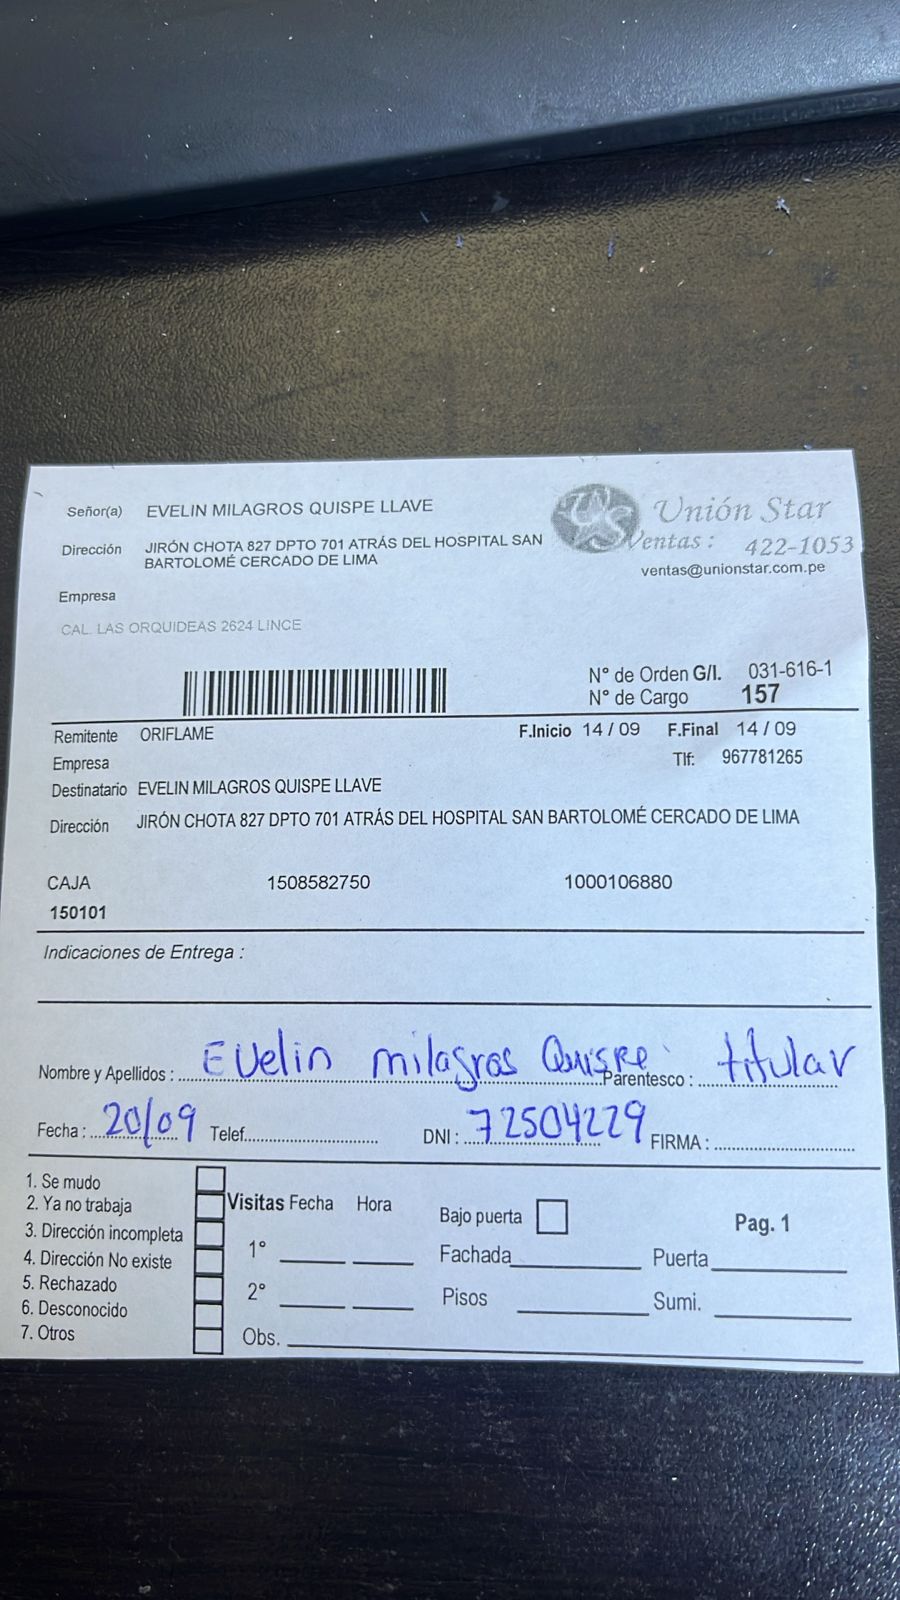 Señor(a) EVELIN MILAGROS QUISPE LLAVE
Unión Star
Ventas : 422-1053
ventas@unionstar.com.pe
Dirección JIRÓN CHOTA 827 DPTO 701 ATRÁS DEL HOSPITAL SAN
BARTOLOMÉ CERCADO DE LIMA
Empresa
CAL. LAS ORQUIDEAS 2624 LINCE
N° de Orden G/I. 031-616-1
N° de Cargo 157
Remitente ORIFLAME F.Inicio 14 / 09 F.Final 14 / 09
Empresa Tlf: 967781265
Destinatario EVELIN MILAGROS QUISPE LLAVE
Dirección JIRÓN CHOTA 827 DPTO 701 ATRÁS DEL HOSPITAL SAN BARTOLOMÉ CERCADO DE LIMA
CAJA 1508582750 1000106880
150101
Indicaciones de Entrega :
Nombre y Apellidos : Evelin milagros Quispe Parentesco : titular
Fecha : 20/09 Telef. DNI : 72504229 FIRMA :
1. Se mudo
2. Ya no trabaja
3. Dirección incompleta
4. Dirección No existe
5. Rechazado
6. Desconocido
7. Otros
Visitas Fecha Hora
1°
2°
Obs.
Bajo puerta
Fachada
Pisos
Pag. 1
Puerta
Sumi.